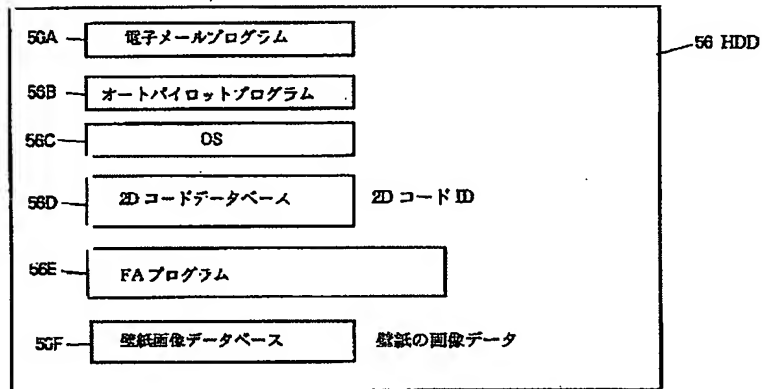 56A 電子メールプログラム
56 HDD
56B オートパイロットプログラム
56C OS
56D 2Dコードデータベース 2DコードID
56E FAプログラム
56F 壁紙画像データベース 壁紙の画像データ